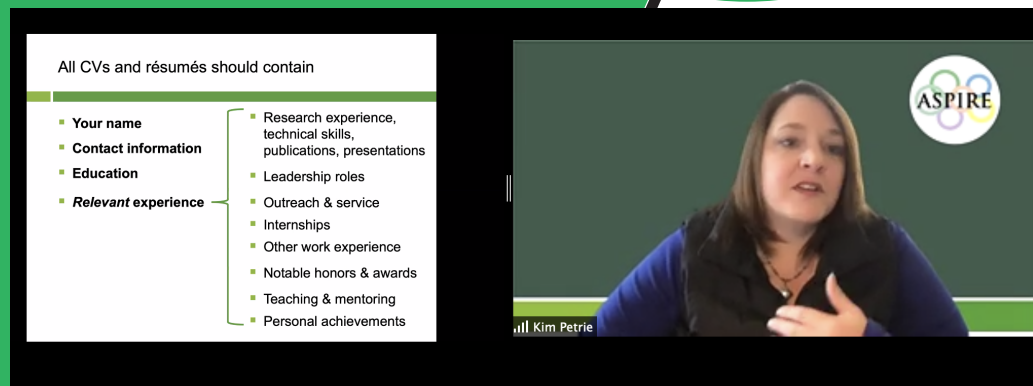 All CVs and résumés should contain
Your name
Contact information
Education
Relevant experience
Research experience,
technical skills,
publications, presentations
Leadership roles
Outreach & service
Internships
Other work experience
Notable honors & awards
Teaching & mentoring
Personal achievements
ASPIRE
Kim Petrie